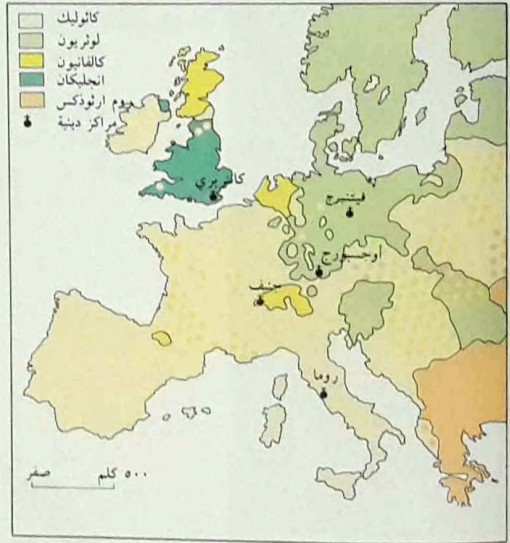 كاثوليك
لوثريون
كالفانيون
انجليكان
روم ارثوذكس
مراكز دينية
كانتربري
فيتنبرج
اوجسبورج
جنيف
روما
صفر ٥٠٠ كلم